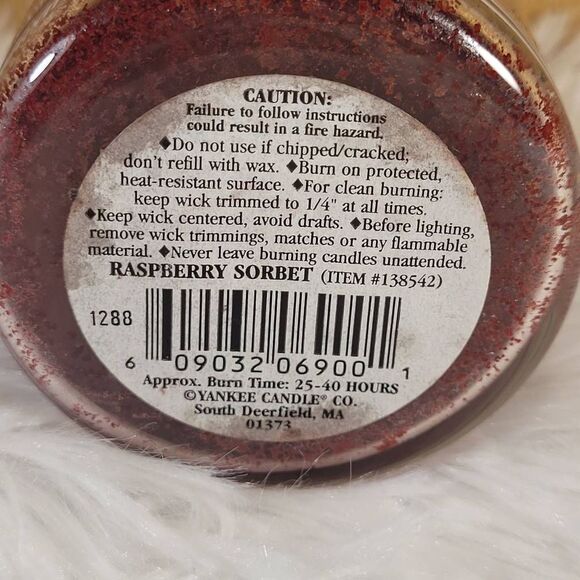 CAUTION:
Failure to follow instructions
could result in a fire hazard.
♦Do not use if chipped/cracked;
don't refill with wax. ♦Burn on protected,
heat-resistant surface. ♦For clean burning:
keep wick trimmed to 1/4" at all times.
♦Keep wick centered, avoid drafts. ♦Before lighting,
remove wick trimmings, matches or any flammable
material. ♦Never leave burning candles unattended.
RASPBERRY SORBET (ITEM #138542)
1288
6 09032 06900 1
Approx. Burn Time: 25-40 HOURS
©YANKEE CANDLE® CO.
South Deerfield, MA
01373